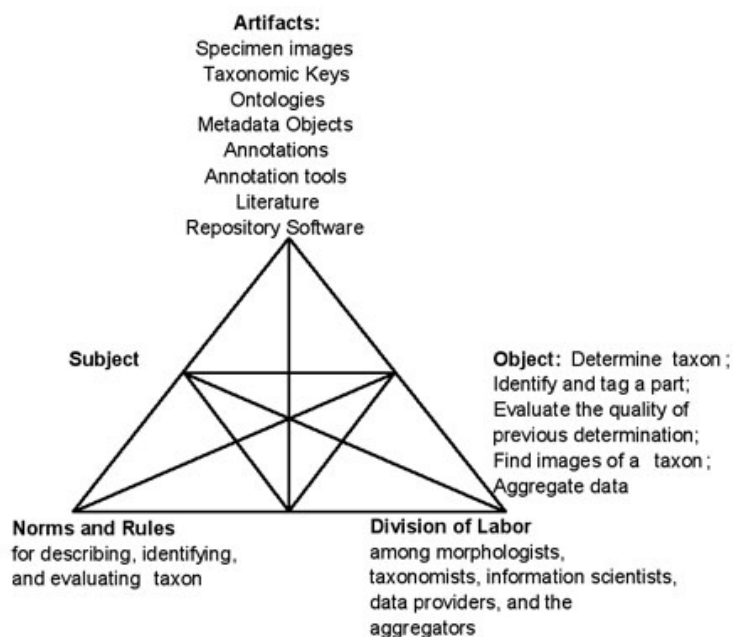 Artifacts:
Specimen images
Taxonomic Keys
Ontologies
Metadata Objects
Annotations
Annotation tools
Literature
Repository Software
Subject
Object: Determine taxon;
Identify and tag a part;
Evaluate the quality of
previous determination;
Find images of a taxon;
Aggregate data
Norms and Rules
for describing, identifying,
and evaluating taxon
Division of Labor
among morphologists,
taxonomists, information scientists,
data providers, and the
aggregators